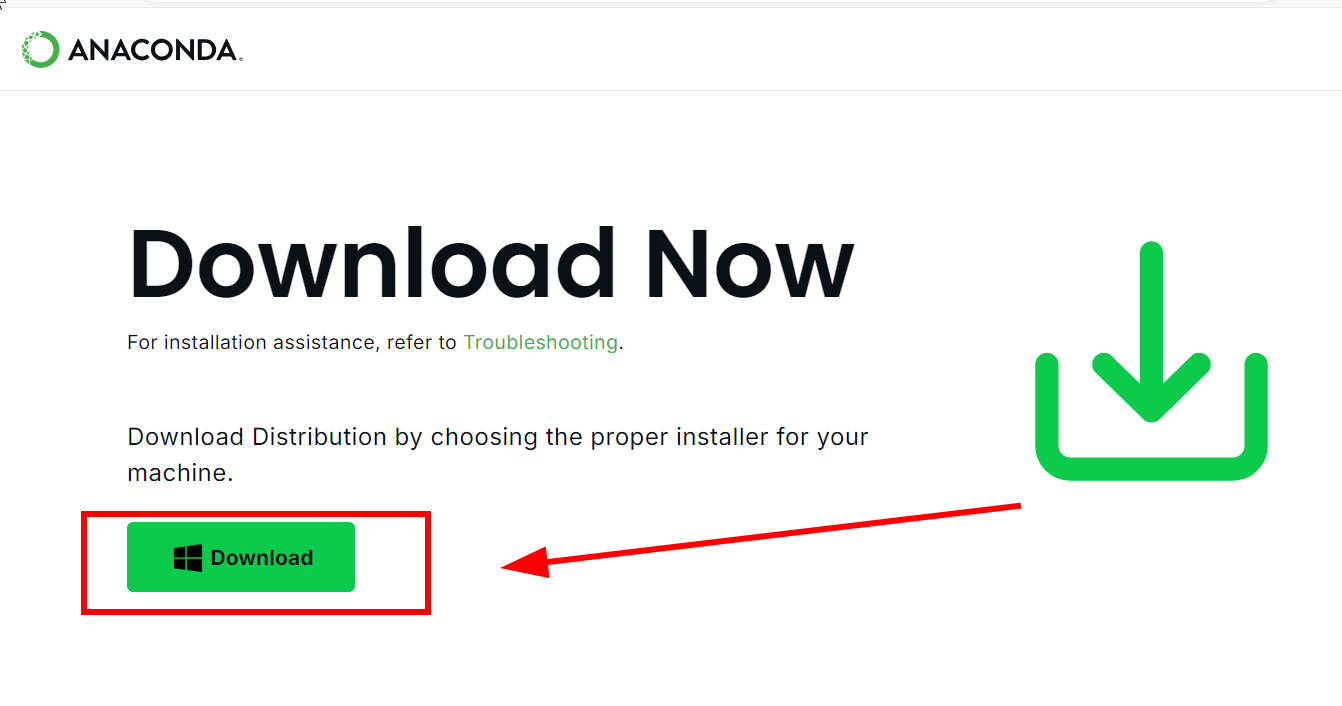 ANACONDA.
Download Now
For installation assistance, refer to Troubleshooting.
Download Distribution by choosing the proper installer for your
machine.
Download